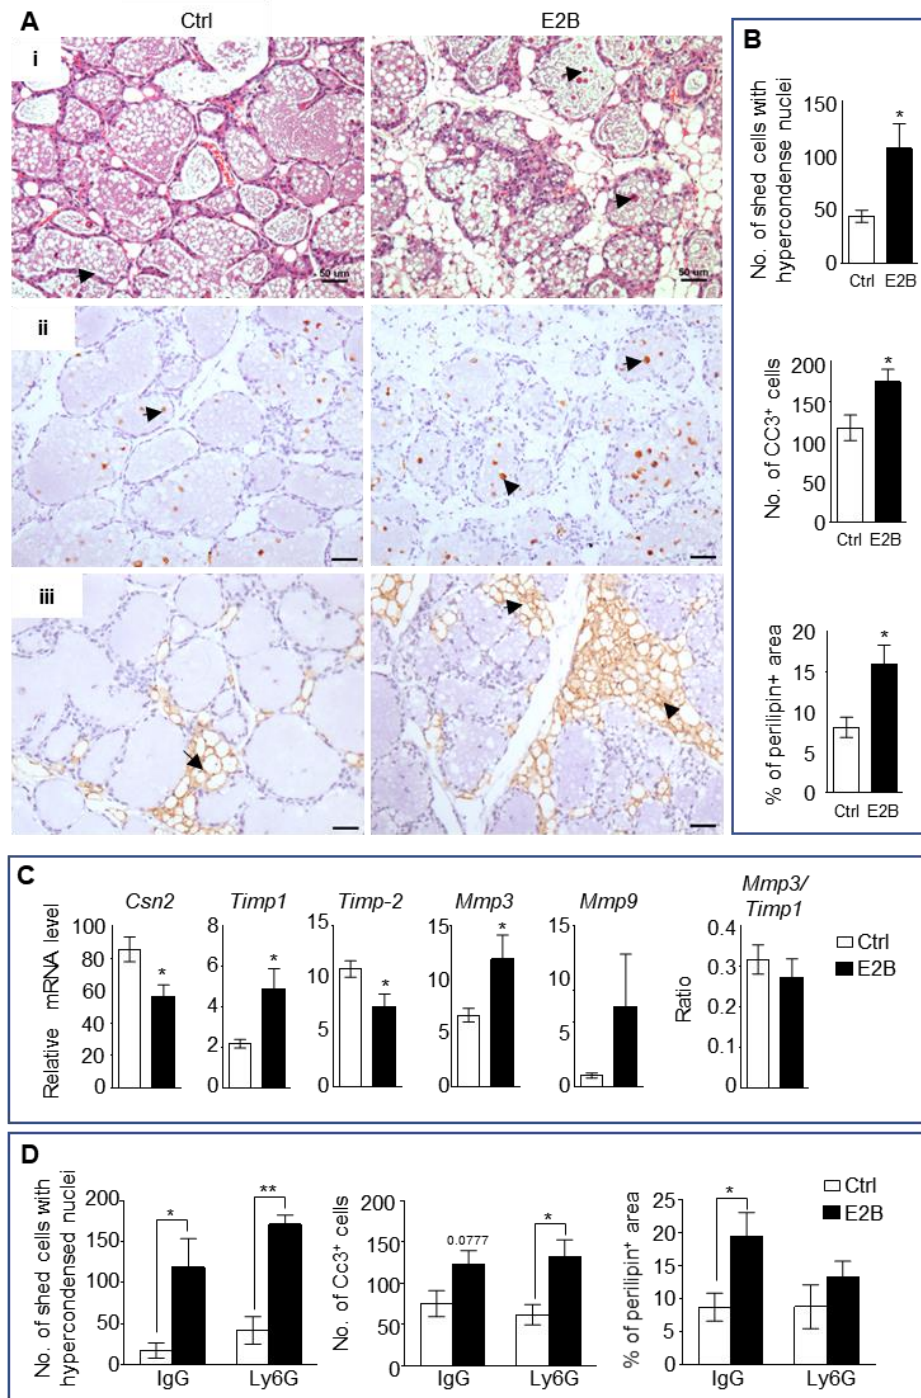 A
Ctrl
E2B
i
50 um
50 um
ii
iii
B
No. of shed cells with
hypercondense nuclei
150
100
50
0
*
Ctrl E2B
No. of CC3+ cells
200
150
100
50
0
*
Ctrl E2B
% of perilipin+ area
20
15
10
5
0
*
Ctrl E2B
C
Relative mRNA level
Csn2
100
80
60
40
20
0
*
Timp1
8
6
4
2
0
*
Timp-2
15
10
5
0
*
Mmp3
15
10
5
0
*
Mmp9
15
10
5
0
Mmp3/
Timp1
Ratio
0.4
0.3
0.2
0.1
0
Ctrl
E2B
D
No. of shed cells with
hypercondensed nuclei
200
150
100
50
0
*
**
IgG Ly6G
No. of Cc3+ cells
200
150
100
50
0
0.0777
*
IgG Ly6G
% of perilipin+ area
25
20
15
10
5
0
*
IgG Ly6G
Ctrl
E2B